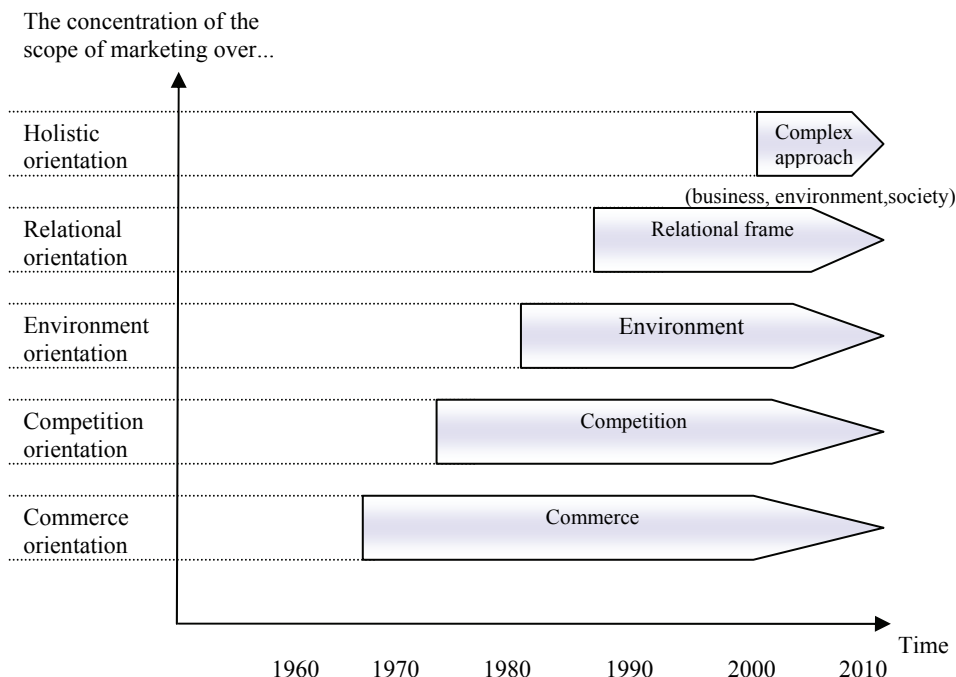 The concentration of the
scope of marketing over...
Holistic
orientation
Complex
approach
(business, environment,society)
Relational
orientation
Relational frame
Environment
orientation
Environment
Competition
orientation
Competition
Commerce
orientation
Commerce
Time
1960 1970 1980 1990 2000 2010